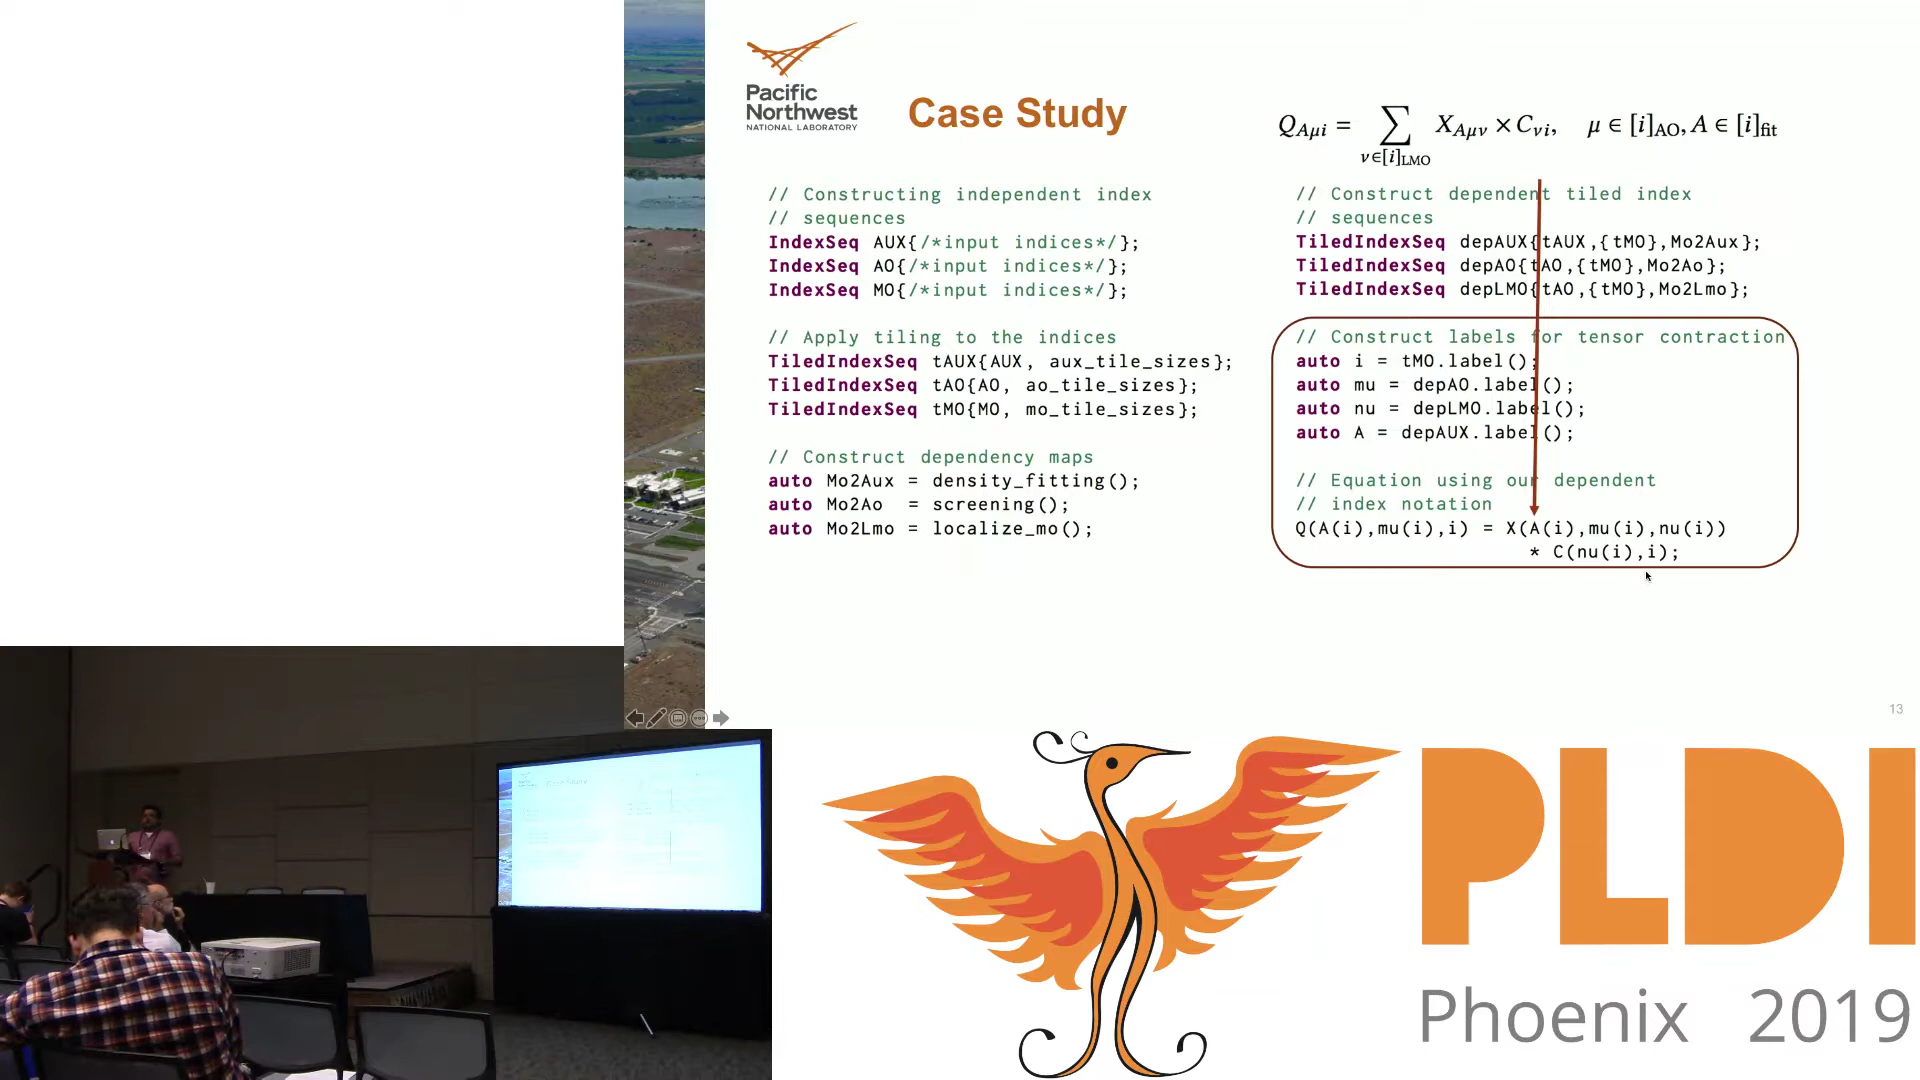 Pacific
Northwest
NATIONAL LABORATORY
Case Study
Q_{Aμi} = ∑_{ν∈[i]_{LMO}} X_{Aμν} × C_{νi},   μ ∈ [i]_{AO}, A ∈ [i]_{fit}
// Constructing independent index
// sequences
IndexSeq AUX{/*input indices*/};
IndexSeq AO{/*input indices*/};
IndexSeq MO{/*input indices*/};
// Apply tiling to the indices
TiledIndexSeq tAUX{AUX, aux_tile_sizes};
TiledIndexSeq tAO{AO, ao_tile_sizes};
TiledIndexSeq tMO{MO, mo_tile_sizes};
// Construct dependency maps
auto Mo2Aux = density_fitting();
auto Mo2Ao  = screening();
auto Mo2Lmo = localize_mo();
// Construct dependent tiled index
// sequences
TiledIndexSeq depAUX{tAUX,{tMO},Mo2Aux};
TiledIndexSeq depAO{tAO,{tMO},Mo2Ao};
TiledIndexSeq depLMO{tAO,{tMO},Mo2Lmo};
// Construct labels for tensor contraction
auto i = tMO.label();
auto mu = depAO.label();
auto nu = depLMO.label();
auto A = depAUX.label();
// Equation using our dependent
// index notation
Q(A(i),mu(i),i) = X(A(i),mu(i),nu(i))
* C(nu(i),i);
13
Case Study
PLDI
Phoenix 2019